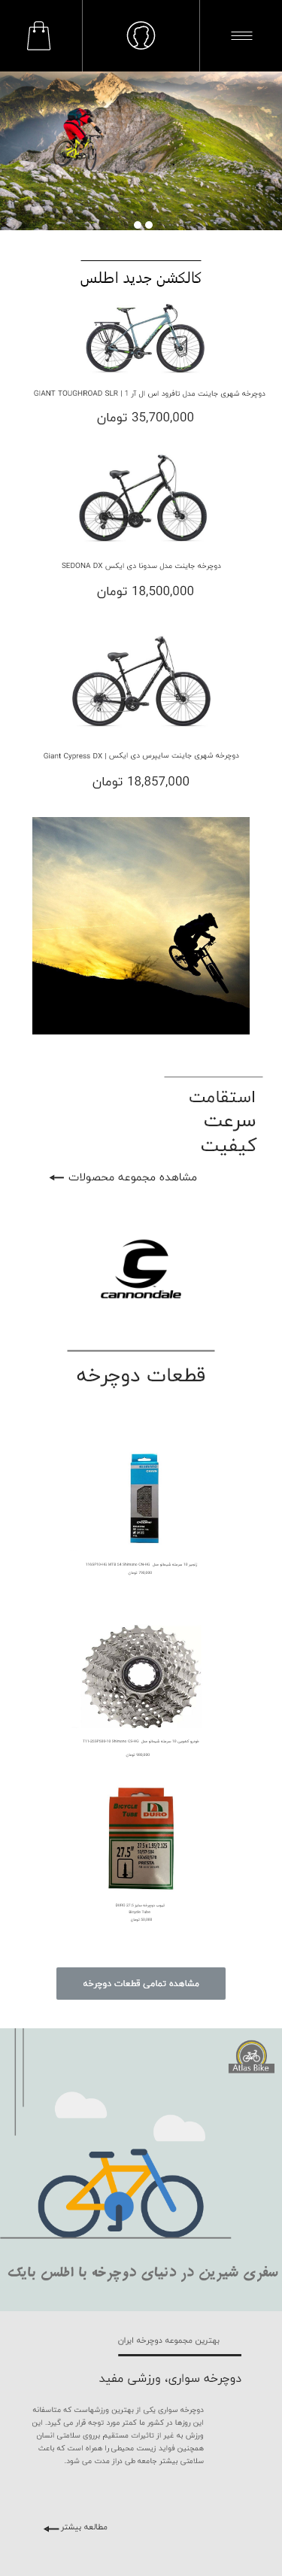 کالکشن جدید اطلس
دوچرخه شهری جاینت مدل تافرود اس ال آر 1 | GIANT TOUGHROAD SLR
35,700,000 تومان
دوچرخه جاینت مدل سدونا دی ایکس SEDONA DX
18,500,000 تومان
دوچرخه شهری جاینت سایپرس دی ایکس | Giant Cypress DX
18,857,000 تومان
استقامت
سرعت
کیفیت
مشاهده مجموعه محصولات
cannondale
قطعات دوچرخه
BICYCLE TUBE
DURO
27.5"
مشاهده تمامی قطعات دوچرخه
Atlas Bike
سفری شیرین در دنیای دوچرخه با اطلس بایک
بهترین مجموعه دوچرخه ایران
دوچرخه سواری، ورزشی مفید
دوچرخه سواری یکی از بهترین ورزشهاست که متاسفانه
این روزها در کشور ما کمتر مورد توجه قرار می گیرد. این
ورزش به غیر از تاثیرات مستقیم برروی سلامتی انسان
همچنین فواید زیست محیطی را همراه است که باعث
سلامتی بیشتر جامعه طی دراز مدت می شود.
مطالعه بیشتر